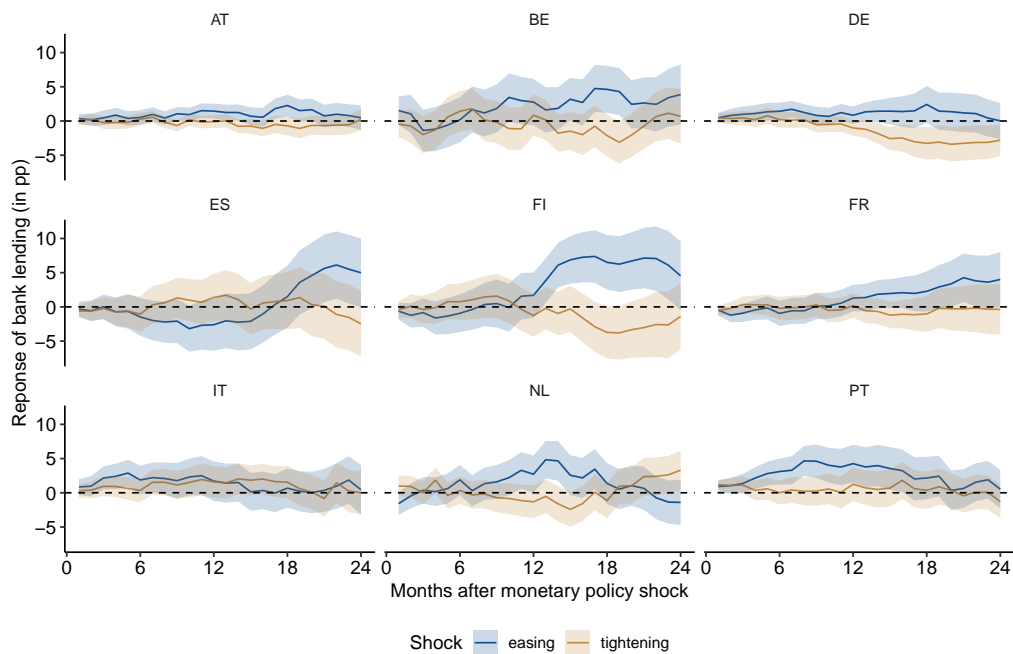 AT BE DE
10
5
0
−5
ES FI FR
10
5
0
−5
IT NL PT
10
5
0
−5
0 6 12 18 24 0 6 12 18 24 0 6 12 18 24
Reponse of bank lending (in pp)
Months after monetary policy shock
Shock easing tightening